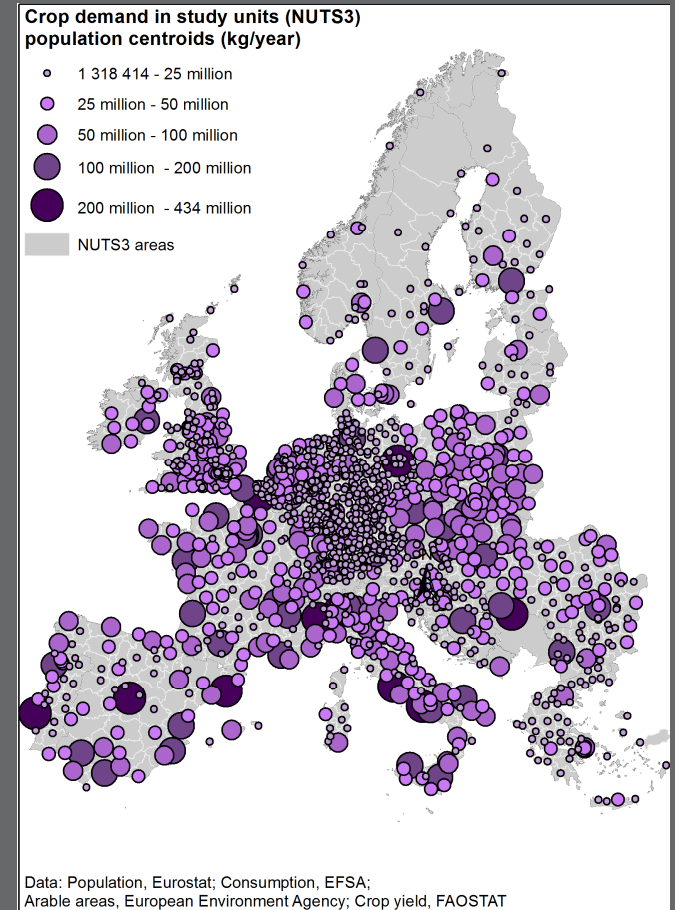 Crop demand in study units (NUTS3)
population centroids (kg/year)
1 318 414 - 25 million
25 million - 50 million
50 million - 100 million
100 million - 200 million
200 million - 434 million
NUTS3 areas
N
Data: Population, Eurostat; Consumption, EFSA;
Arable areas, European Environment Agency; Crop yield, FAOSTAT